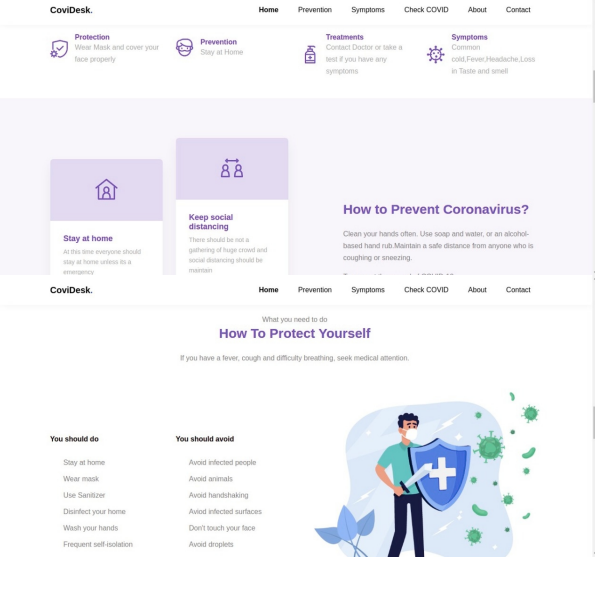 CoviDesk.
Home Prevention Symptoms Check COVID About Contact
Protection
Wear Mask and cover your
face properly
Prevention
Stay at Home
Treatments
Contact Doctor or take a
test if you have any
symptoms
Symptoms
Common
cold,Fever,Headache,Loss
in Taste and smell
Stay at home
At this time everyone should
stay at home unless its a
emergency
Keep social
distancing
There should be not a
gathering of huge crowd and
social distancing should be
maintain
How to Prevent Coronavirus?
Clean your hands often. Use soap and water, or an alcohol-
based hand rub.Maintain a safe distance from anyone who is
coughing or sneezing.
CoviDesk.
Home Prevention Symptoms Check COVID About Contact
What you need to do
How To Protect Yourself
If you have a fever, cough and difficulty breathing, seek medical attention.
You should do
Stay at home
Wear mask
Use Sanitizer
Disinfect your home
Wash your hands
Frequent self-isolation
You should avoid
Avoid infected people
Avoid animals
Avoid handshaking
Aviod infected surfaces
Don't touch your face
Avoid droplets